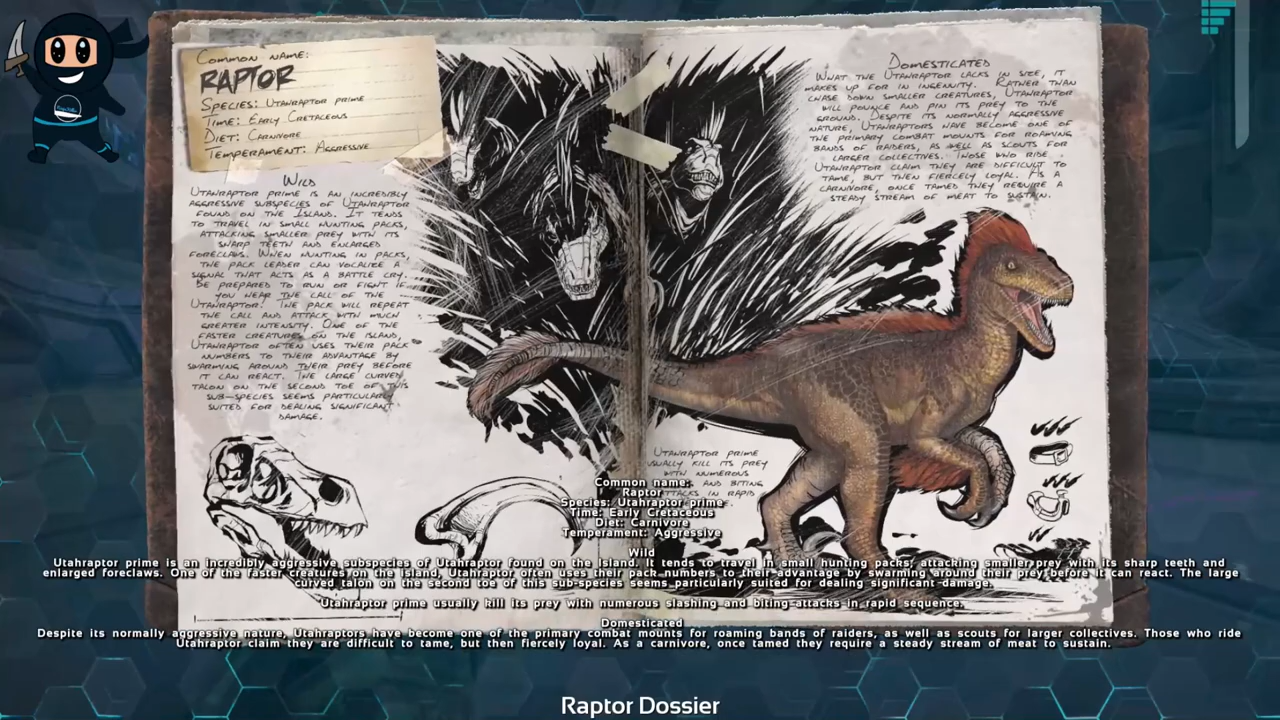 Common name:
Raptor
Species: Utahraptor prime
Time: Early Cretaceous
Diet: Carnivore
Temperament: Aggressive
Wild
Utahraptor prime is an incredibly
aggressive subspecies of Utahraptor
found on the Island. It tends
to travel in small hunting packs,
attacking smaller prey with its
sharp teeth and enlarged
foreclaws. When hunting in packs,
the pack leader can vocalize a
signal that acts as a battle cry.
Be prepared to run or fight if
you hear the call of the
Utahraptor! The pack will repeat
the call and attack with much
greater intensity. One of the
faster creatures on the island,
Utahraptor often uses their pack
numbers to their advantage by
swarming around their prey before
it can react. The large curved
talon on the second toe of this
sub-species seems particularly
suited for dealing significant
damage.
Domesticated
What the Utahraptor lacks in size, it
makes up for in ingenuity. Rather than
chase down smaller creatures, Utahraptor
will pounce and pin its prey to the
ground. Despite its normally aggressive
nature, Utahraptors have become one of
the primary combat mounts for roaming
bands of raiders, as well as scouts for
larger collectives. Those who ride
Utahraptor claim they are difficult to
tame, but then fiercely loyal. As a
carnivore, once tamed they require a
steady stream of meat to sustain.
Utahraptor prime
usually kill its prey
with numerous
and biting
attacks in rapid
Common name:
Raptor
Species: Utahraptor prime
Time: Early Cretaceous
Diet: Carnivore
Temperament: Aggressive
Wild
Utahraptor prime is an incredibly aggressive subspecies of Utahraptor found on the Island. It tends to travel in small hunting packs, attacking smaller prey with its sharp teeth and
enlarged foreclaws. One of the faster creatures on the island, Utahraptor often uses their pack numbers to their advantage by swarming around their prey before it can react. The large
curved talon on the second toe of this sub-species seems particularly suited for dealing significant damage.
Utahraptor prime usually kill its prey with numerous slashing and biting attacks in rapid sequence.
Domesticated
Despite its normally aggressive nature, Utahraptors have become one of the primary combat mounts for roaming bands of raiders, as well as scouts for larger collectives. Those who ride
Utahraptor claim they are difficult to tame, but then fiercely loyal. As a carnivore, once tamed they require a steady stream of meat to sustain.
Raptor Dossier